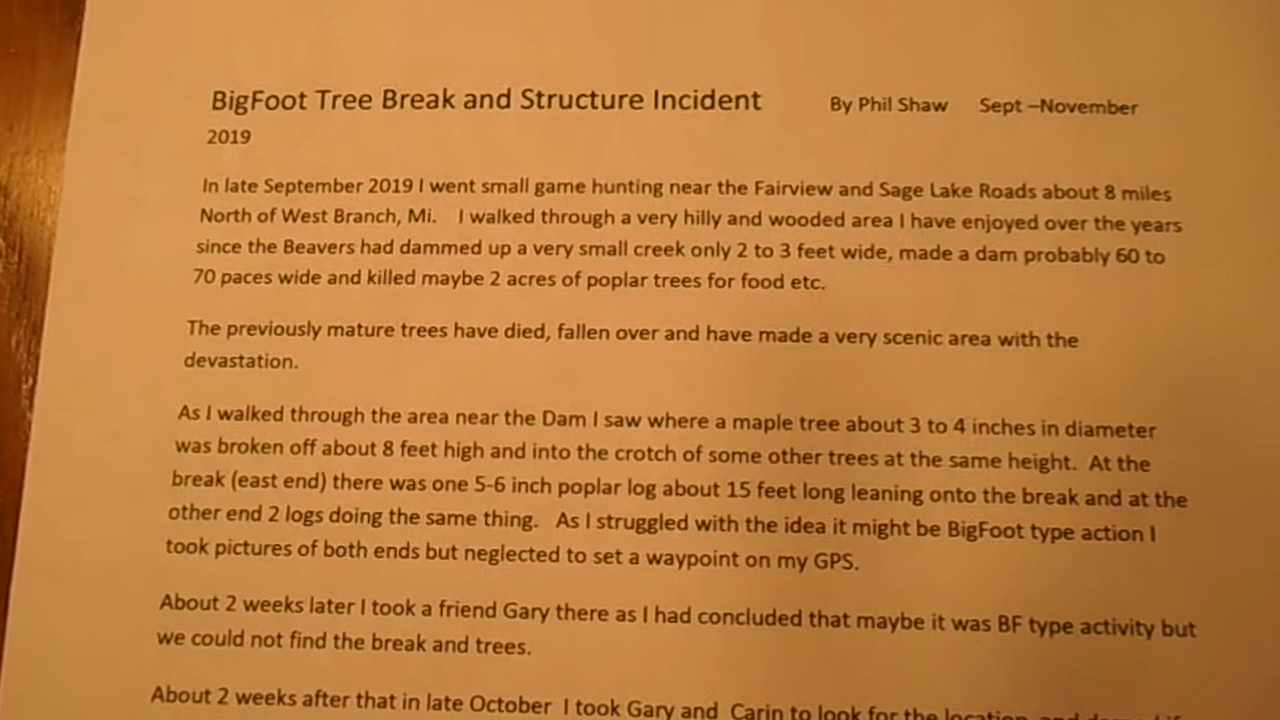 BigFoot Tree Break and Structure Incident By Phil Shaw Sept –November
2019
In late September 2019 I went small game hunting near the Fairview and Sage Lake Roads about 8 miles
North of West Branch, Mi. I walked through a very hilly and wooded area I have enjoyed over the years
since the Beavers had dammed up a very small creek only 2 to 3 feet wide, made a dam probably 60 to
70 paces wide and killed maybe 2 acres of poplar trees for food etc.
The previously mature trees have died, fallen over and have made a very scenic area with the
devastation.
As I walked through the area near the Dam I saw where a maple tree about 3 to 4 inches in diameter
was broken off about 8 feet high and into the crotch of some other trees at the same height. At the
break (east end) there was one 5-6 inch poplar log about 15 feet long leaning onto the break and at the
other end 2 logs doing the same thing. As I struggled with the idea it might be BigFoot type action I
took pictures of both ends but neglected to set a waypoint on my GPS.
About 2 weeks later I took a friend Gary there as I had concluded that maybe it was BF type activity but
we could not find the break and trees.
About 2 weeks after that in late October I took Gary and Carin to look for the location